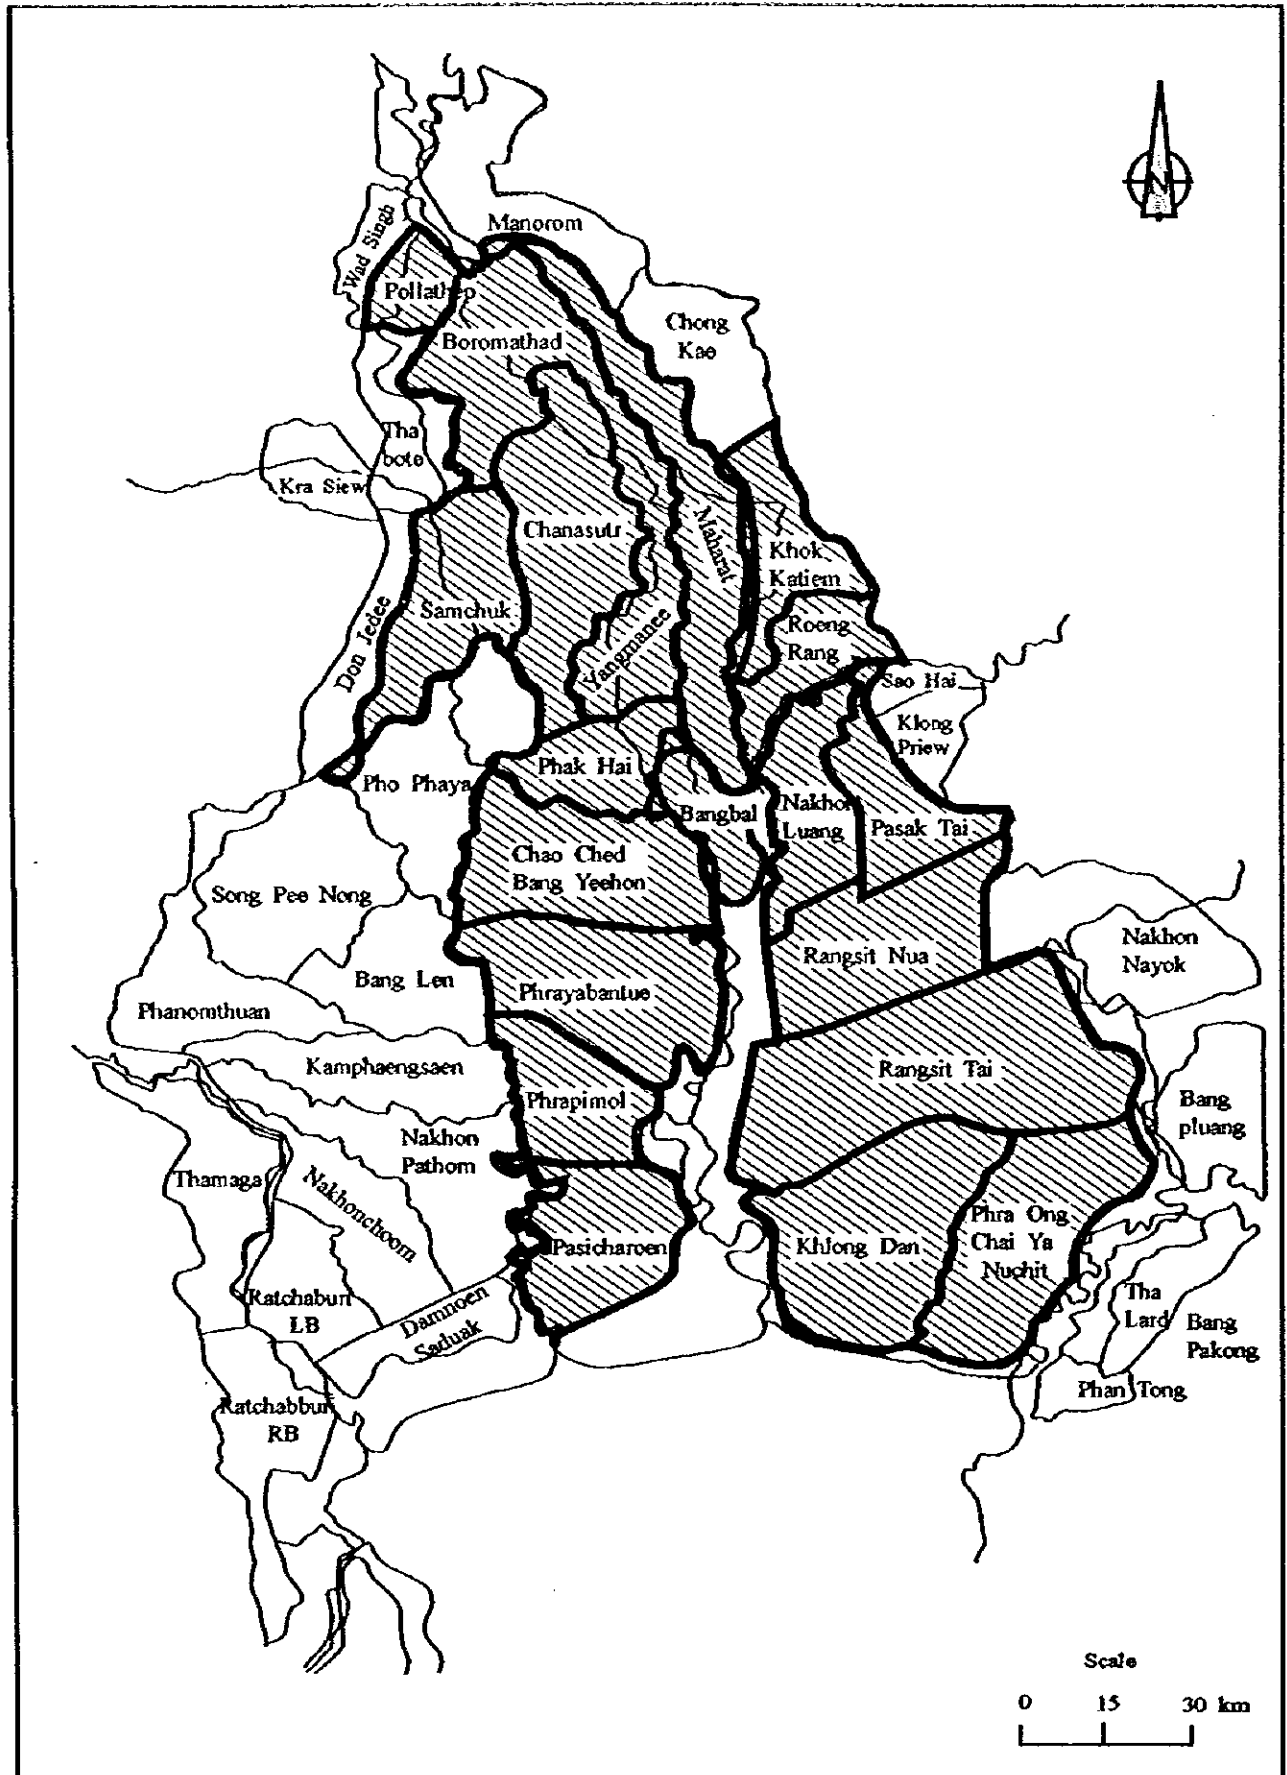 N
Manorom
Wad Singh
Pollathep
Chong
Kae
Boromathad
Tha
bote
Kra Siew
Chanasutr
Maharat
Khok
Katiem
Samchuk
Roeng
Rang
Don Jedee
Yangmanee
Sao Hai
Klong
Priew
Phak Hai
Pho Phaya
Bangbal
Nakhon
Luang
Pasak Tai
Chao Ched
Bang Yeehon
Song Pee Nong
Nakhon
Nayok
Rangsit Nua
Bang Len
Phrayabantue
Phanomthuan
Kamphaengsaen
Rangsit Tai
Phrapimol
Bang
pluang
Nakhon
Pathom
Thamaga
Nakhonchoom
Phra Ong
Chai Ya
Nuchit
Khlong Dan
Pasicharoen
Ratchaburi
LB
Damnoen
Saduak
Tha
Lard
Bang
Pakong
Phan Tong
Ratchabburi
RB
Scale
0 15 30 km